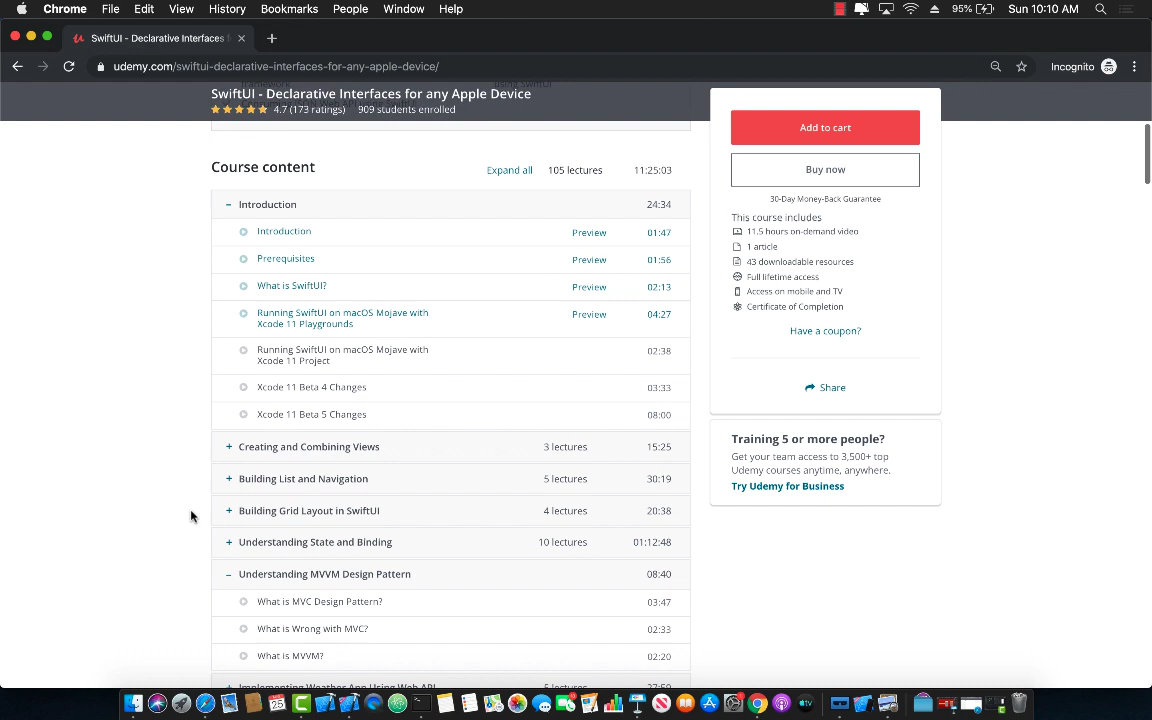 Chrome File Edit View History Bookmarks People Window Help 95% Sun 10:10 AM
SwiftUI - Declarative Interfaces f
udemy.com/swiftui-declarative-interfaces-for-any-apple-device/ Incognito
SwiftUI - Declarative Interfaces for any Apple Device
4.7 (173 ratings) 909 students enrolled
Course content Expand all 105 lectures 11:25:03
Introduction 24:34
Introduction Preview 01:47
Prerequisites Preview 01:56
What is SwiftUI? Preview 02:13
Running SwiftUI on macOS Mojave with Preview 04:27
Xcode 11 Playgrounds
Running SwiftUI on macOS Mojave with 02:38
Xcode 11 Project
Xcode 11 Beta 4 Changes 03:33
Xcode 11 Beta 5 Changes 08:00
Creating and Combining Views 3 lectures 15:25
Building List and Navigation 5 lectures 30:19
Building Grid Layout in SwiftUI 4 lectures 20:38
Understanding State and Binding 10 lectures 01:12:48
Understanding MVVM Design Pattern 08:40
What is MVC Design Pattern? 03:47
What is Wrong with MVC? 02:33
What is MVVM? 02:20
Implementing Weather App Using Web API 5 lectures 27:59
Add to cart
Buy now
30-Day Money-Back Guarantee
This course includes
11.5 hours on-demand video
1 article
43 downloadable resources
Full lifetime access
Access on mobile and TV
Certificate of Completion
Have a coupon?
Share
Training 5 or more people?
Get your team access to 3,500+ top
Udemy courses anytime, anywhere.
Try Udemy for Business